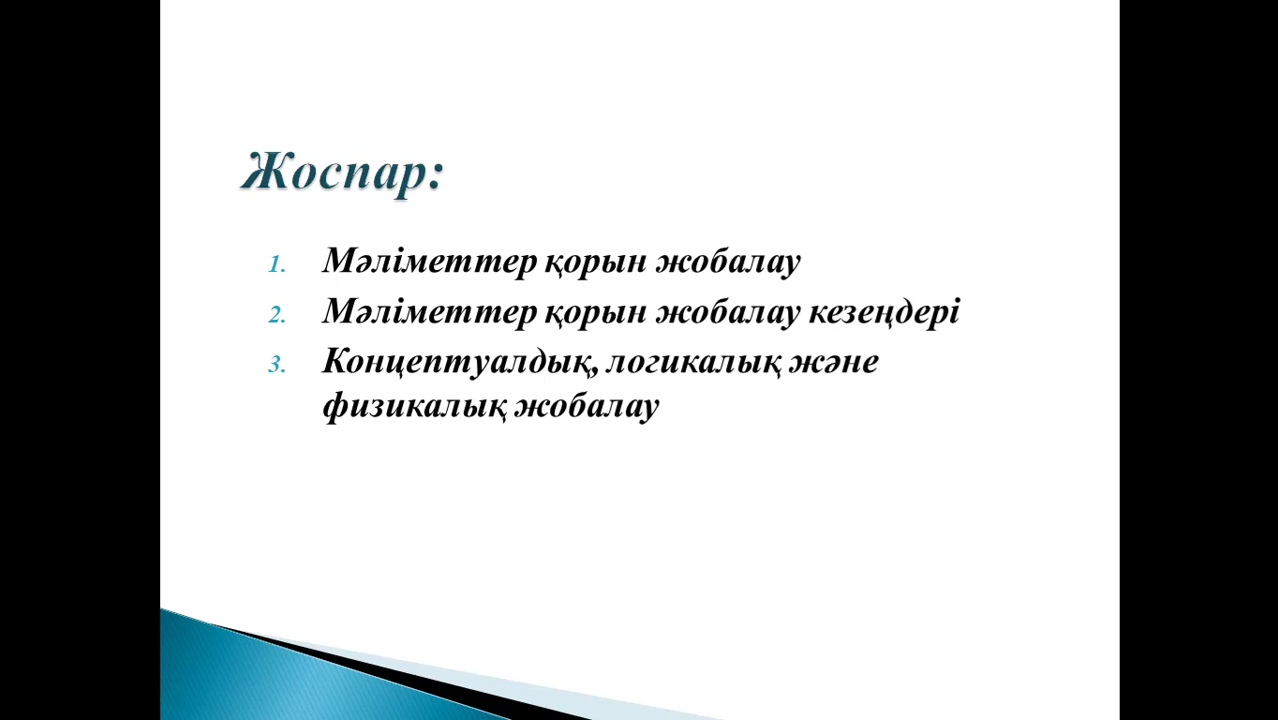 Жоспар:
1. Мәліметтер қорын жобалау
2. Мәліметтер қорын жобалау кезеңдері
3. Концептуалдық, логикалық және
физикалық жобалау